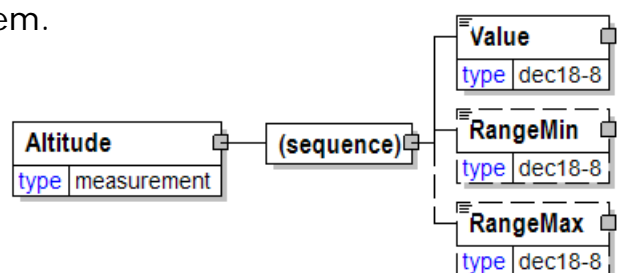 em.
Value
type dec18-8
RangeMin
type dec18-8
Altitude
type measurement
(sequence)
RangeMax
type dec18-8